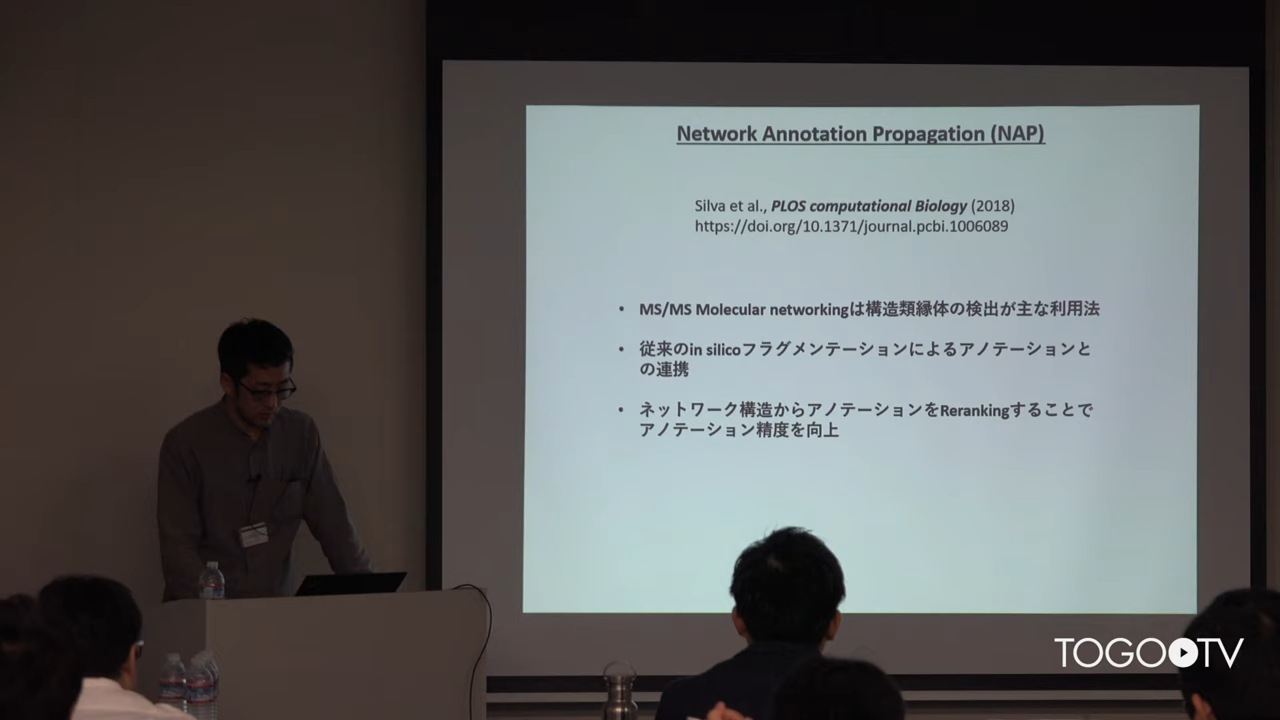 Network Annotation Propagation (NAP)
Silva et al., PLOS computational Biology (2018)
https://doi.org/10.1371/journal.pcbi.1006089
• MS/MS Molecular networkingは構造類縁体の検出が主な利用法
• 従来のin silicoフラグメンテーションによるアノテーションと
の連携
• ネットワーク構造からアノテーションをRerankingすることで
アノテーション精度を向上
TOGOTV